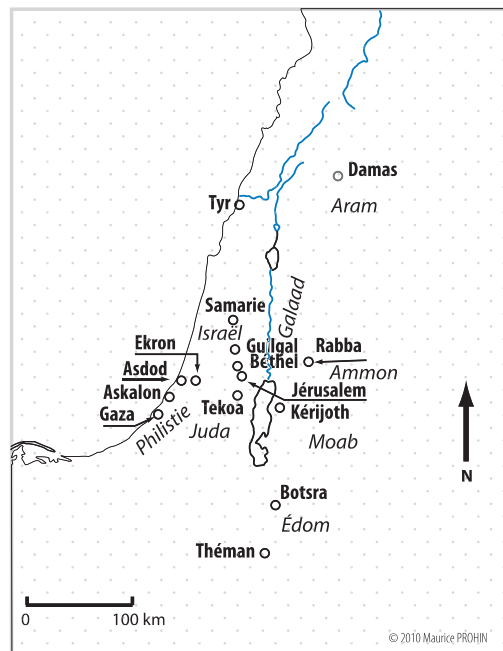 Damas
Tyr
Aram
Galaad
Samarie
Israël
Ekron
Guilgal
Rabba
Béthel
Ammon
Asdod
Askalon
Jérusalem
Gaza
Tekoa
Kérijoth
Philistie
Juda
Moab
N
Botsra
Édom
Théman
0 100 km
© 2010 Maurice PROHIN